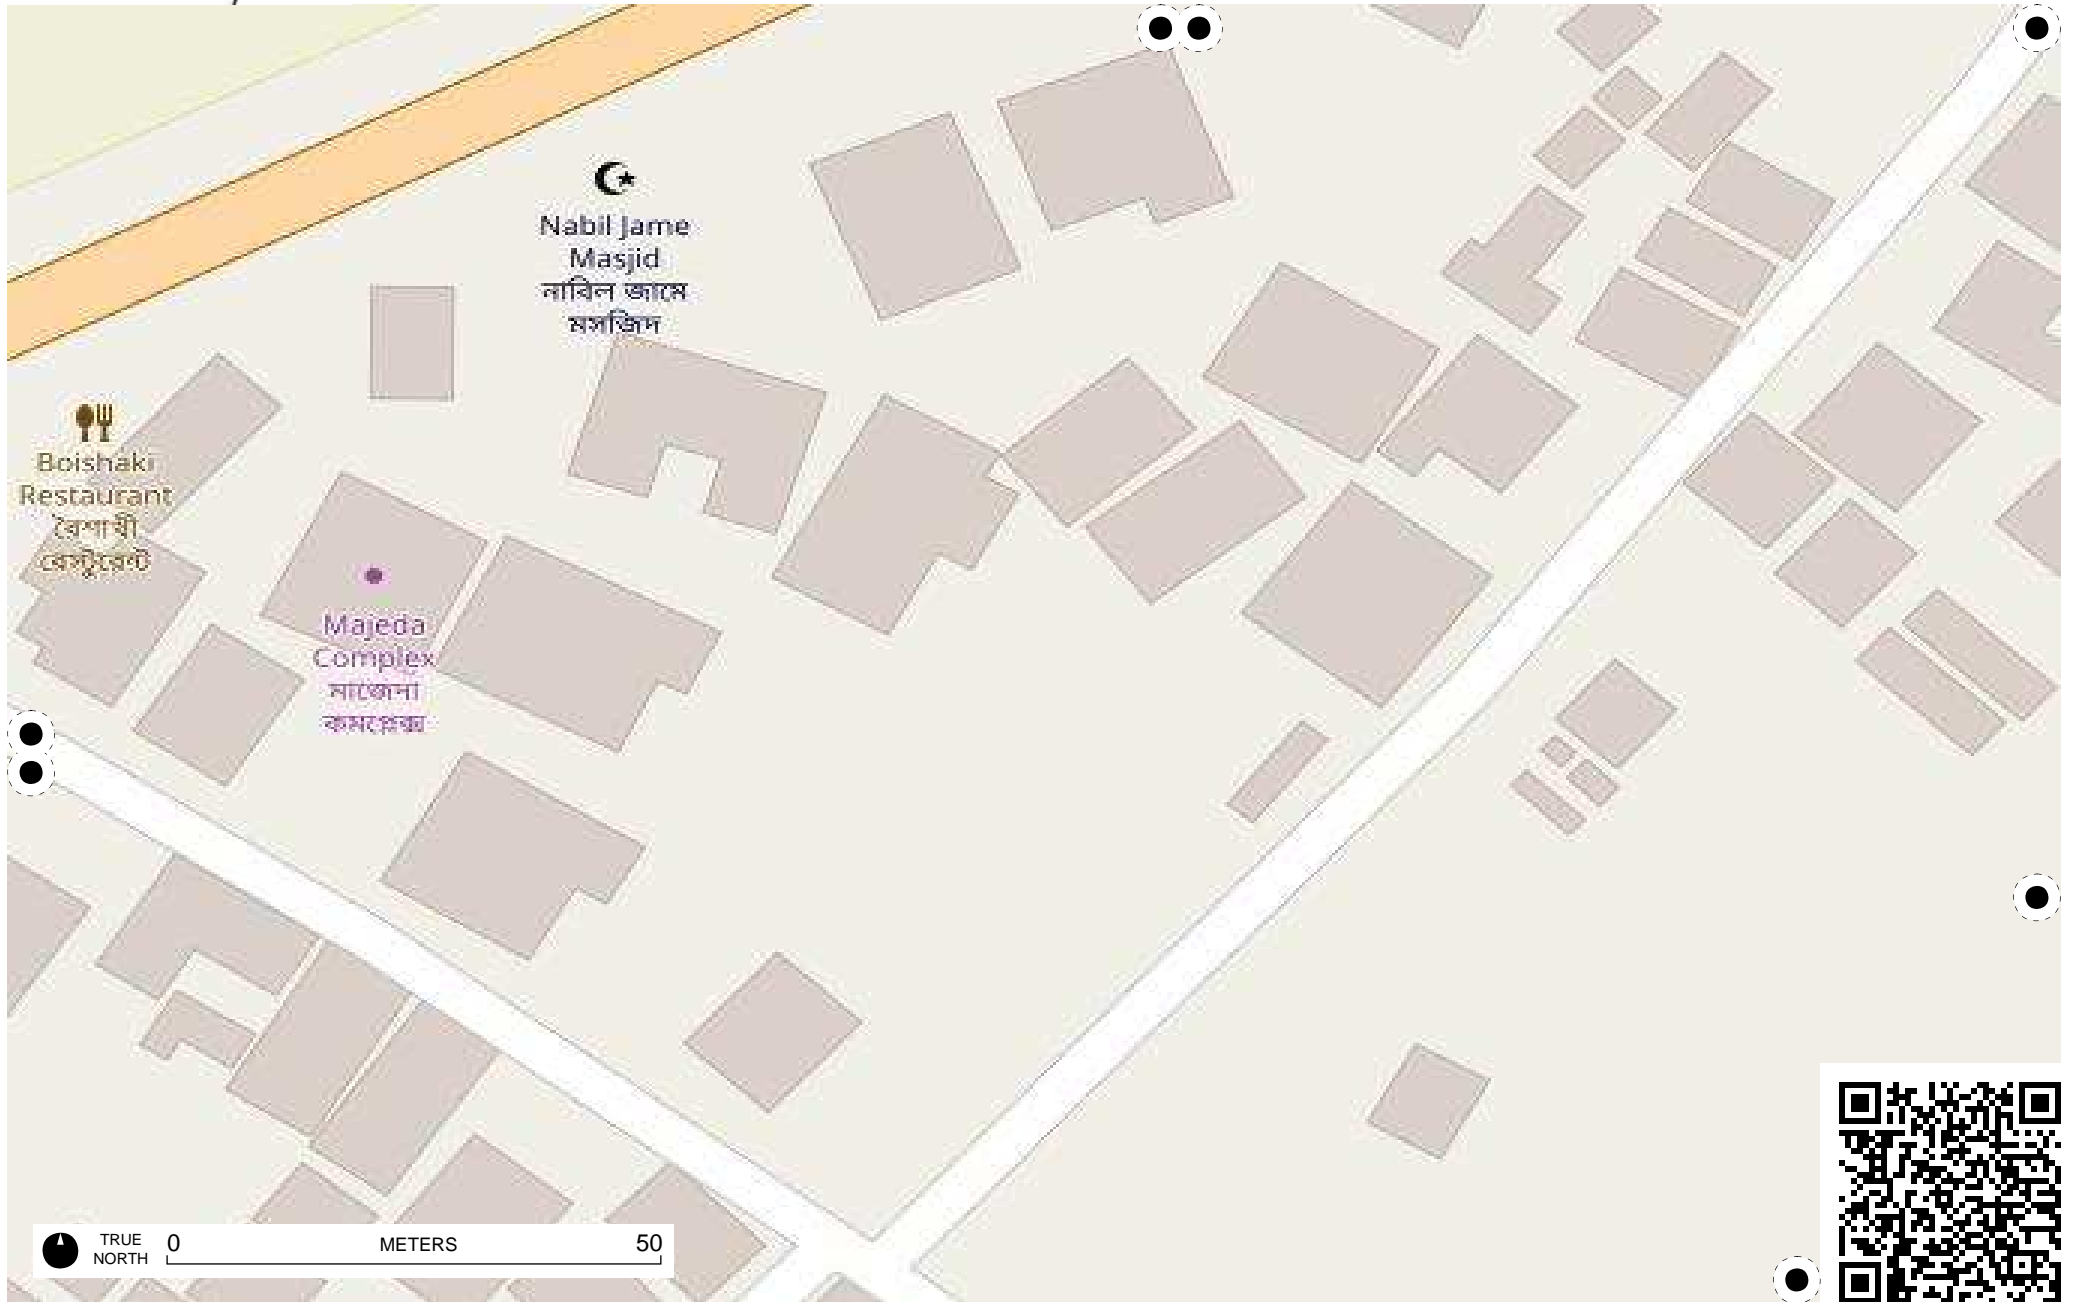 Nabil Jame
Masjid
নাবিল জামে
মসজিদ
Boishaki
Restaurant
বৈশাখী
রেস্টুরেন্ট
Majeda
Complex
মাজেদা
কমপ্লেক্স
TRUE
NORTH
0 METERS 50